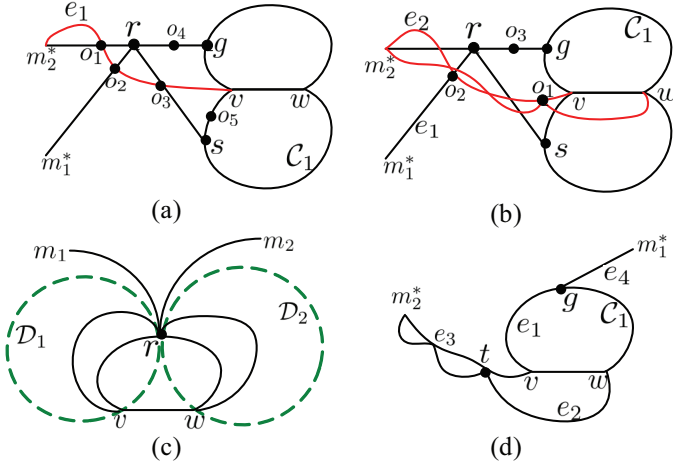 e₁ r o₄ g C₁
m₂* o₁ o₂ o₃ v w
o₅ s
m₁*
(a)
e₂ r o₃ g C₁
m₂* o₂ o₁ v w
e₁ s
m₁*
(b)
m₁ m₂
D₁ D₂
r
v w
(c)
m₁*
e₄
g
m₂* e₁ C₁
e₃ t
v w
e₂
(d)